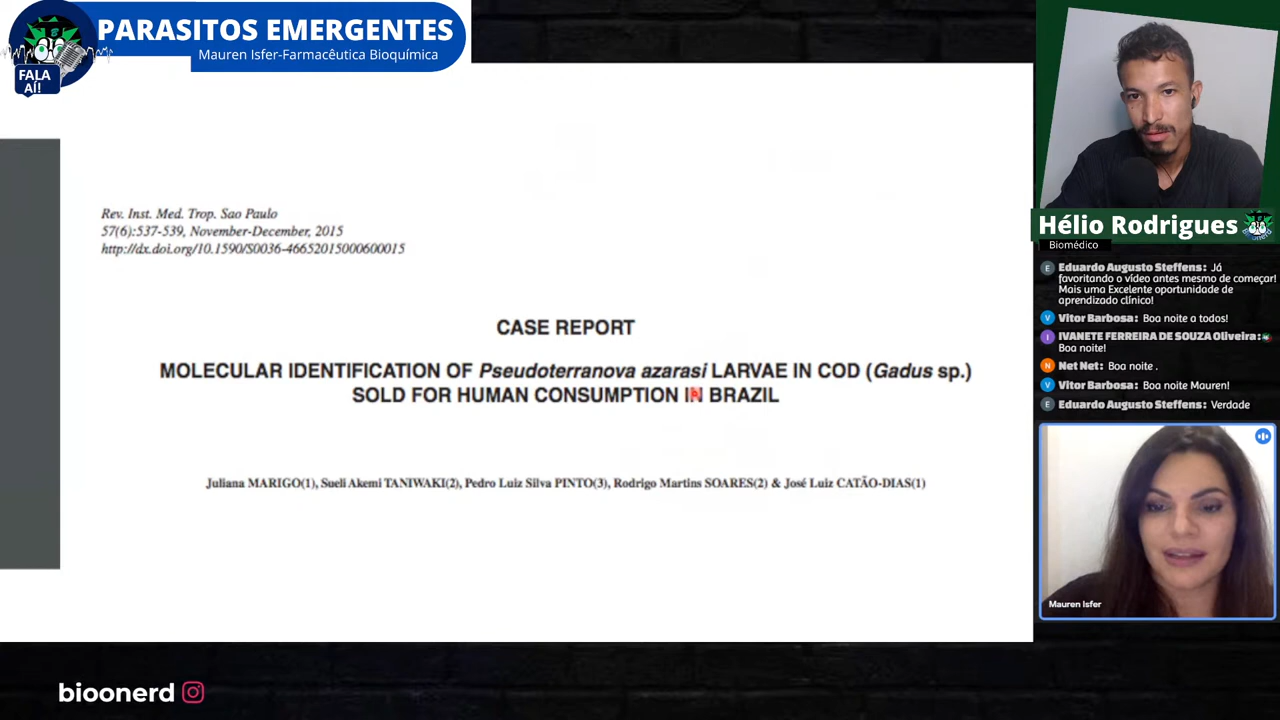 PARASITOS EMERGENTES
Mauren Isfer-Farmacêutica Bioquímica
FALA
AÍ!
Rev. Inst. Med. Trop. Sao Paulo
57(6):537-539, November-December, 2015
http://dx.doi.org/10.1590/S0036-46652015000600015
CASE REPORT
MOLECULAR IDENTIFICATION OF Pseudoterranova azarasi LARVAE IN COD (Gadus sp.)
SOLD FOR HUMAN CONSUMPTION IN BRAZIL
Juliana MARIGO(1), Sueli Akemi TANIWAKI(2), Pedro Luiz Silva PINTO(3), Rodrigo Martins SOARES(2) & José Luiz CATÃO-DIAS(1)
Hélio Rodrigues
Biomédico
E Eduardo Augusto Steffens: Já
favoritando o vídeo antes mesmo de começar!
Mais uma Excelente oportunidade de
aprendizado clínico!
V Vitor Barbosa: Boa noite a todos!
I IVANETE FERREIRA DE SOUZA Oliveira:
Boa noite!
N Net Net: Boa noite .
V Vitor Barbosa: Boa noite Mauren!
E Eduardo Augusto Steffens: Verdade
Mauren Isfer
bioonerd